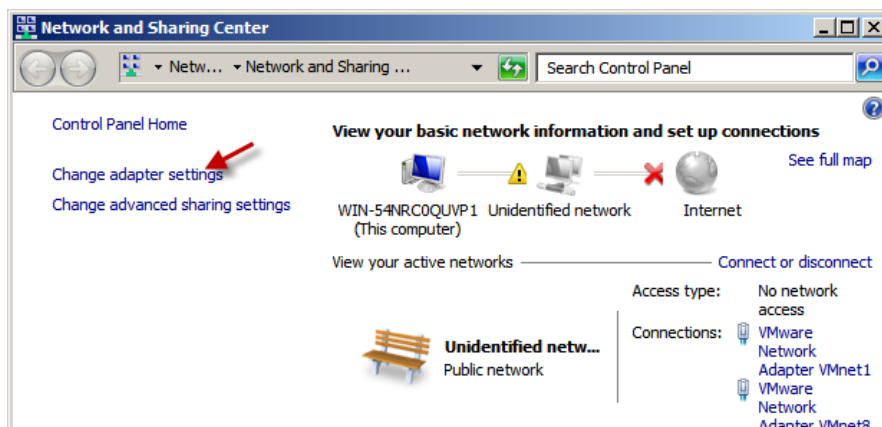 Network and Sharing Center
Netw... Network and Sharing ...
Search Control Panel
Control Panel Home
Change adapter settings
Change advanced sharing settings
View your basic network information and set up connections
See full map
WIN-54NRC0QUVP1
(This computer)
Unidentified network
Internet
View your active networks
Connect or disconnect
Unidentified netw...
Public network
Access type:
No network
access
Connections:
VMware
Network
Adapter VMnet1
VMware
Network
Adapter VMnet8